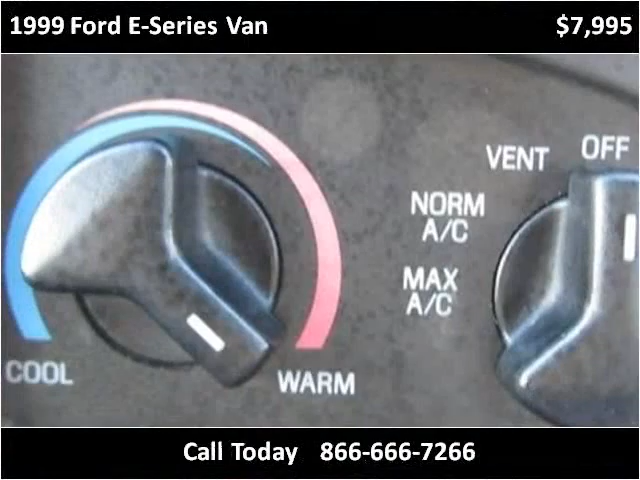 1999 Ford E-Series Van $7,995
VENT OFF
NORM
A/C
MAX
A/C
COOL
WARM
Call Today 866-666-7266